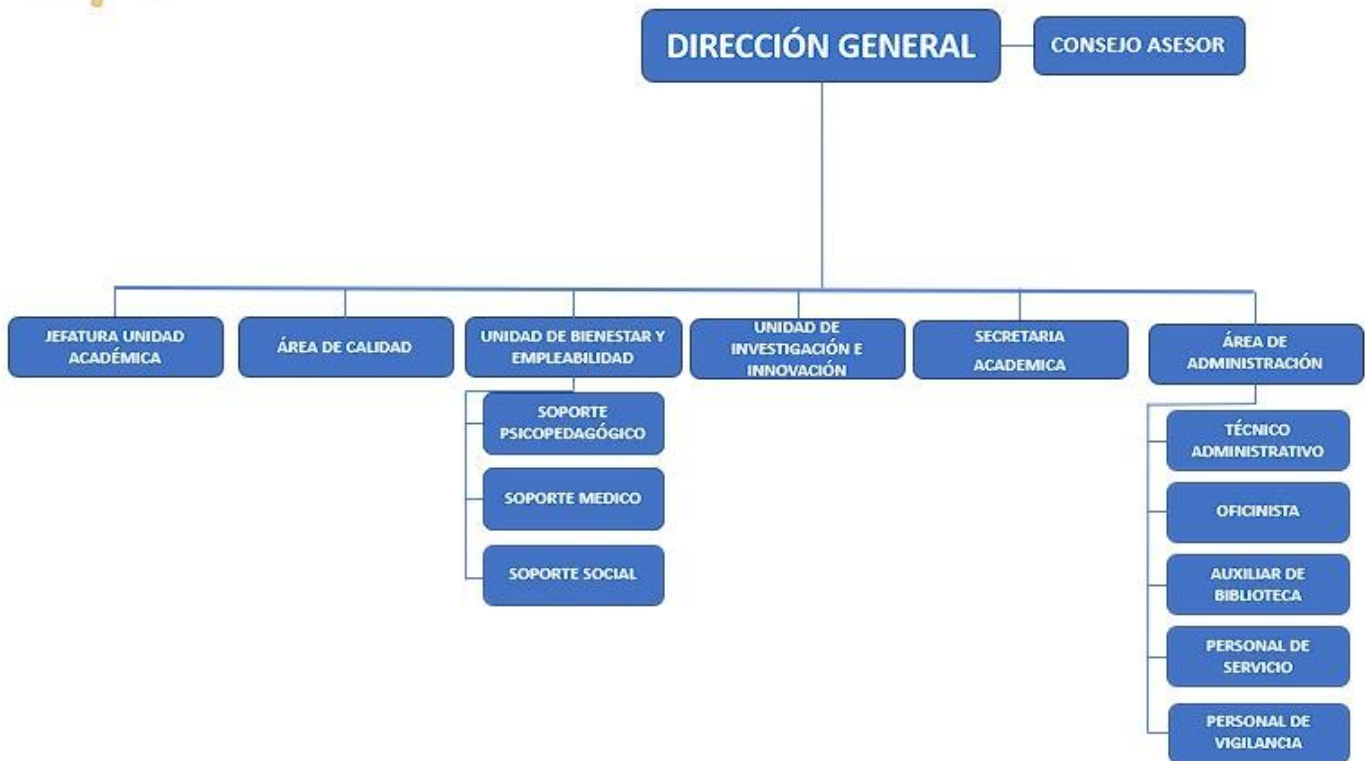 DIRECCIÓN GENERAL
CONSEJO ASESOR
JEFATURA UNIDAD
ACADÉMICA
ÁREA DE CALIDAD
UNIDAD DE BIENESTAR Y
EMPLEABILIDAD
UNIDAD DE
INVESTIGACIÓN E
INNOVACIÓN
SECRETARIA
ACADEMICA
ÁREA DE
ADMINISTRACIÓN
SOPORTE
PSICOPEDAGÓGICO
SOPORTE MEDICO
SOPORTE SOCIAL
TÉCNICO
ADMINISTRATIVO
OFICINISTA
AUXILIAR DE
BIBLIOTECA
PERSONAL DE
SERVICIO
PERSONAL DE
VIGILANCIA